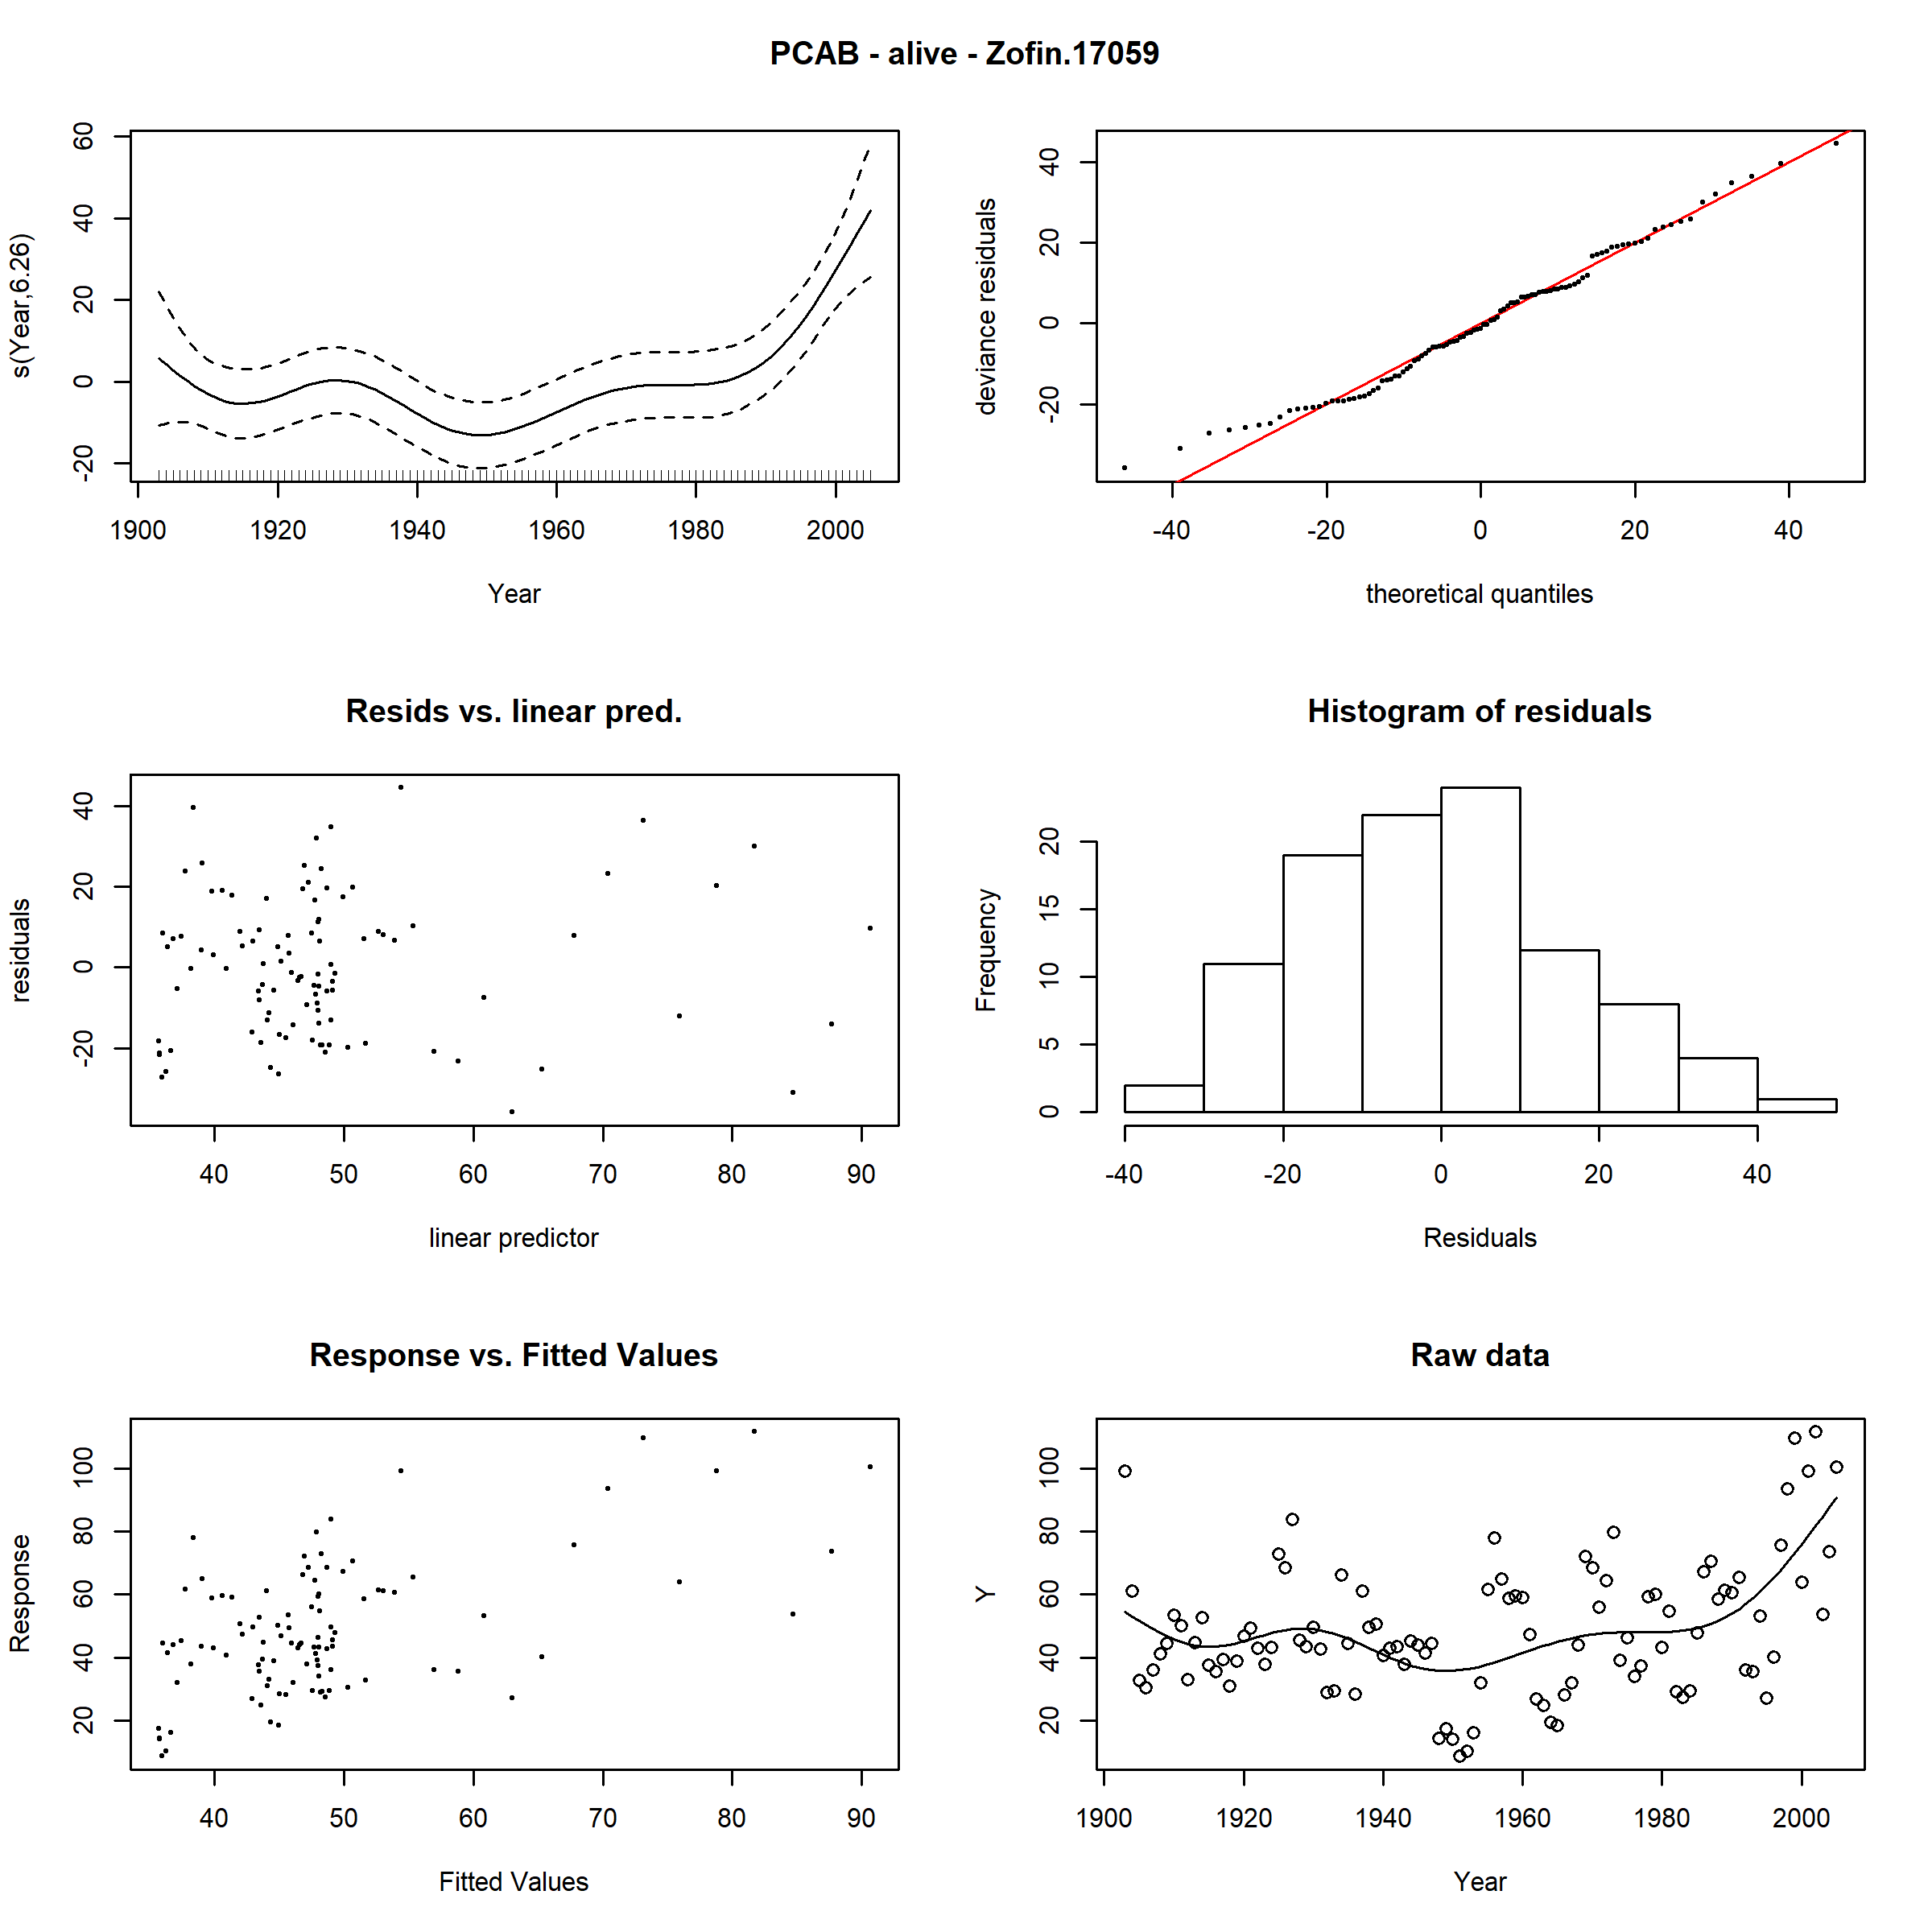 PCAB - alive - Zofin.17059
s(Year,6.26)
-20 0 20 40 60
1900 1920 1940 1960 1980 2000
Year
deviance residuals
-20 0 20 40
-40 -20 0 20 40
theoretical quantiles
Resids vs. linear pred.
residuals
-20 0 20 40
40 50 60 70 80 90
linear predictor
Histogram of residuals
Frequency
0 5 10 15 20
-40 -20 0 20 40
Residuals
Response vs. Fitted Values
Response
20 40 60 80 100
40 50 60 70 80 90
Fitted Values
Raw data
Y
20 40 60 80 100
1900 1920 1940 1960 1980 2000
Year